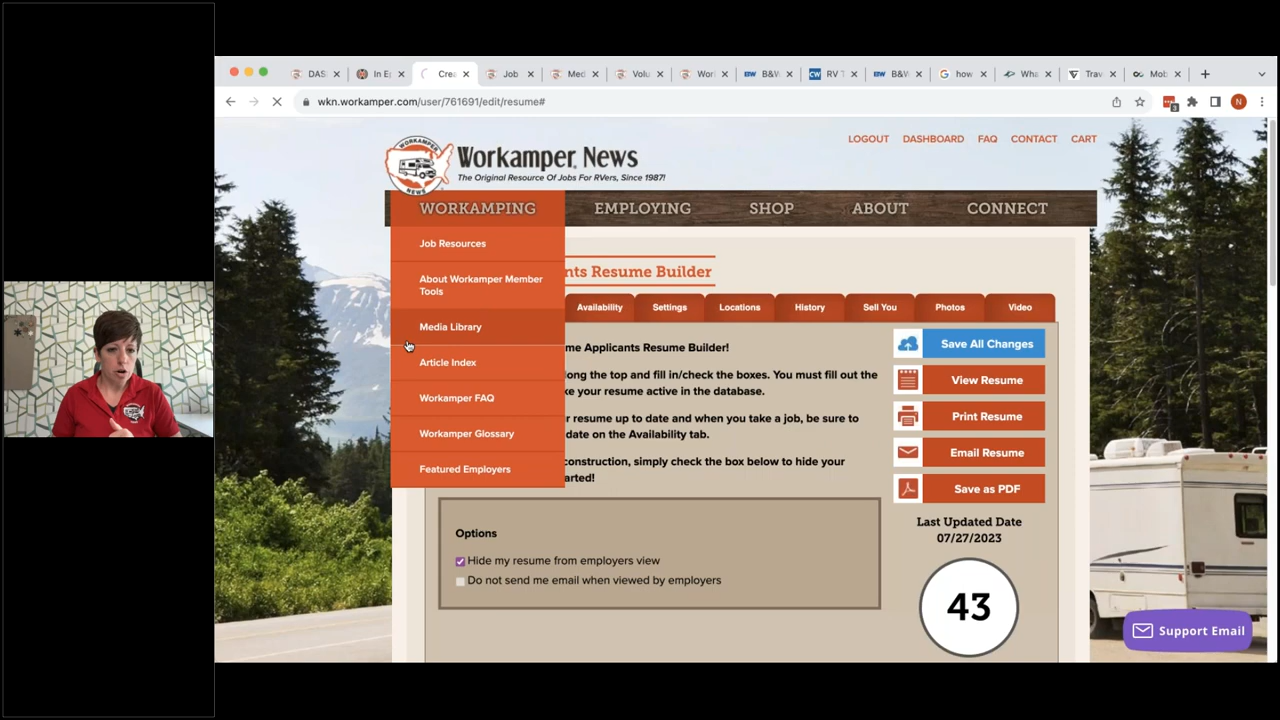 DAS
In E
Crea
Job
Med
Volu
Worl
B&W
RV T
B&W
how
Wha
Trav
Mob
wkn.workamper.com/user/761691/edit/resume#
3
N
LOGOUT DASHBOARD FAQ CONTACT CART
WORKAMPER
NEWS
Workamper News
The Original Resource Of Jobs For RVers, Since 1987!
WORKAMPING EMPLOYING SHOP ABOUT CONNECT
Job Resources
About Workamper Member
Tools
Media Library
Article Index
Workamper FAQ
Workamper Glossary
Featured Employers
nts Resume Builder
Availability Settings Locations History Sell You Photos Video
me Applicants Resume Builder!
long the top and fill in/check the boxes. You must fill out the
ke your resume active in the database.
r resume up to date and when you take a job, be sure to
date on the Availability tab.
construction, simply check the box below to hide your
arted!
Options
Hide my resume from employers view
Do not send me email when viewed by employers
Save All Changes
View Resume
Print Resume
Email Resume
Save as PDF
Last Updated Date
07/27/2023
43
Support Email